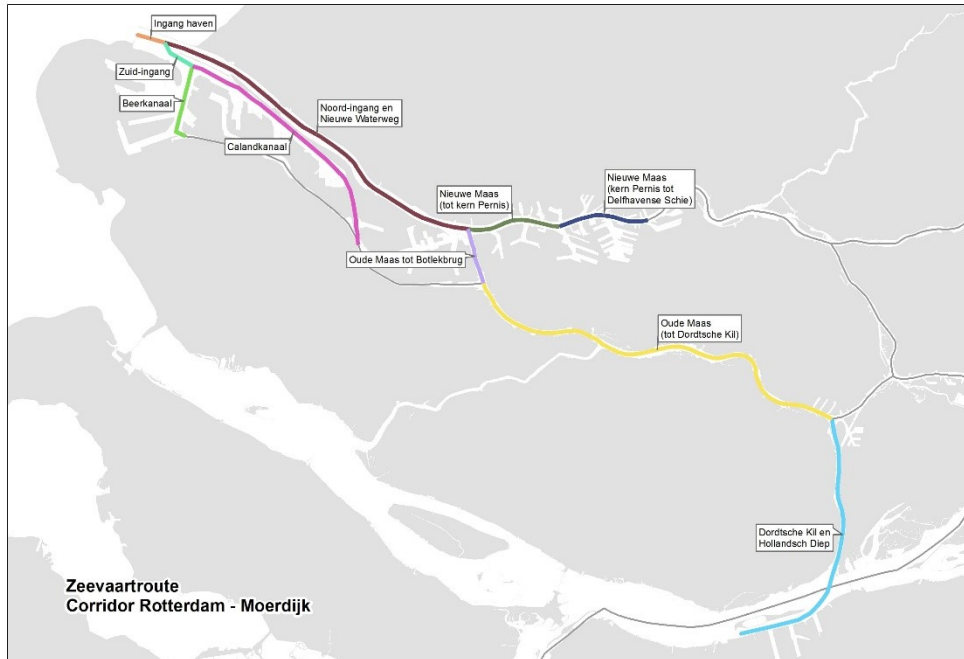 Ingang haven
Zuid-ingang
Beerkanaal
Noord-ingang en
Nieuwe Waterweg
Calandkanaal
Nieuwe Maas
(tot kern Pernis)
Nieuwe Maas
(kern Pernis tot
Delfhavense Schie)
Oude Maas tot Botlekbrug
Oude Maas
(tot Dordtsche Kil)
Dordtsche Kil en
Hollandsch Diep
Zeevaartroute
Corridor Rotterdam - Moerdijk